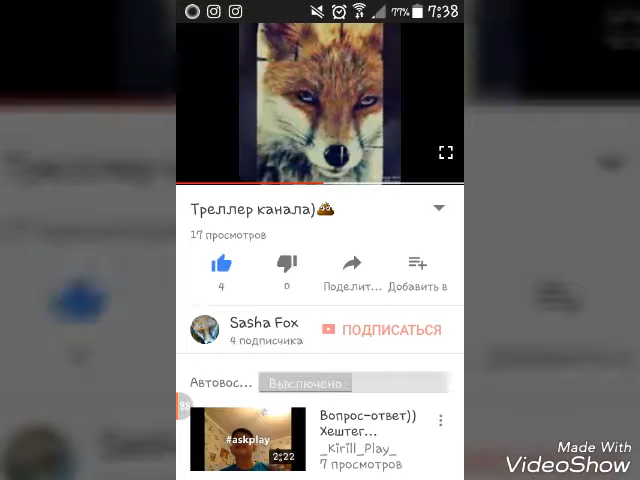 77% 7:38
Треллер канала)💩
17 просмотров
4 0 Поделит... Добавить в
Sasha Fox
ПОДПИСАТЬСЯ
4 подписчика
Автовос... Выключено
#askplay
2:22
Вопрос-ответ))
Хештег...
_Kirill_Play_
7 просмотров
Made With
VideoShow